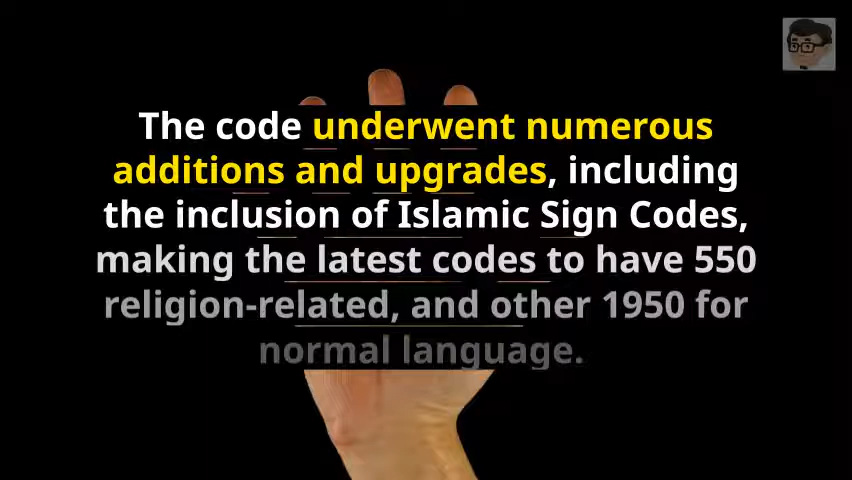 The code underwent numerous
additions and upgrades, including
the inclusion of Islamic Sign Codes,
making the latest codes to have 550
religion-related, and other 1950 for
normal language.